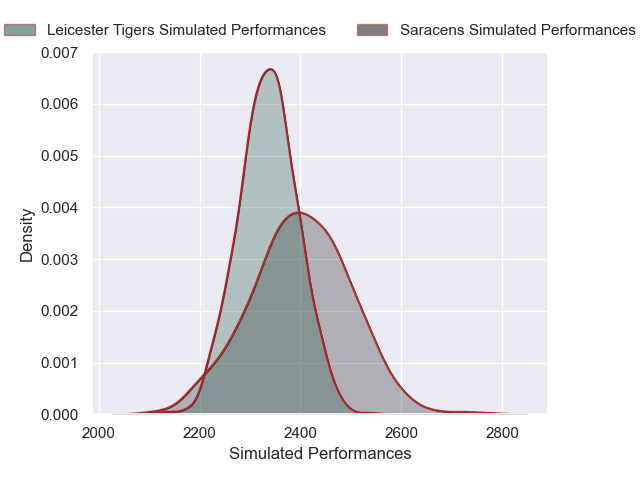 Leicester Tigers Simulated Performances Saracens Simulated Performances
0.007
0.006
0.005
0.004
0.003
0.002
0.001
0.000
Density
2000 2200 2400 2600 2800
Simulated Performances